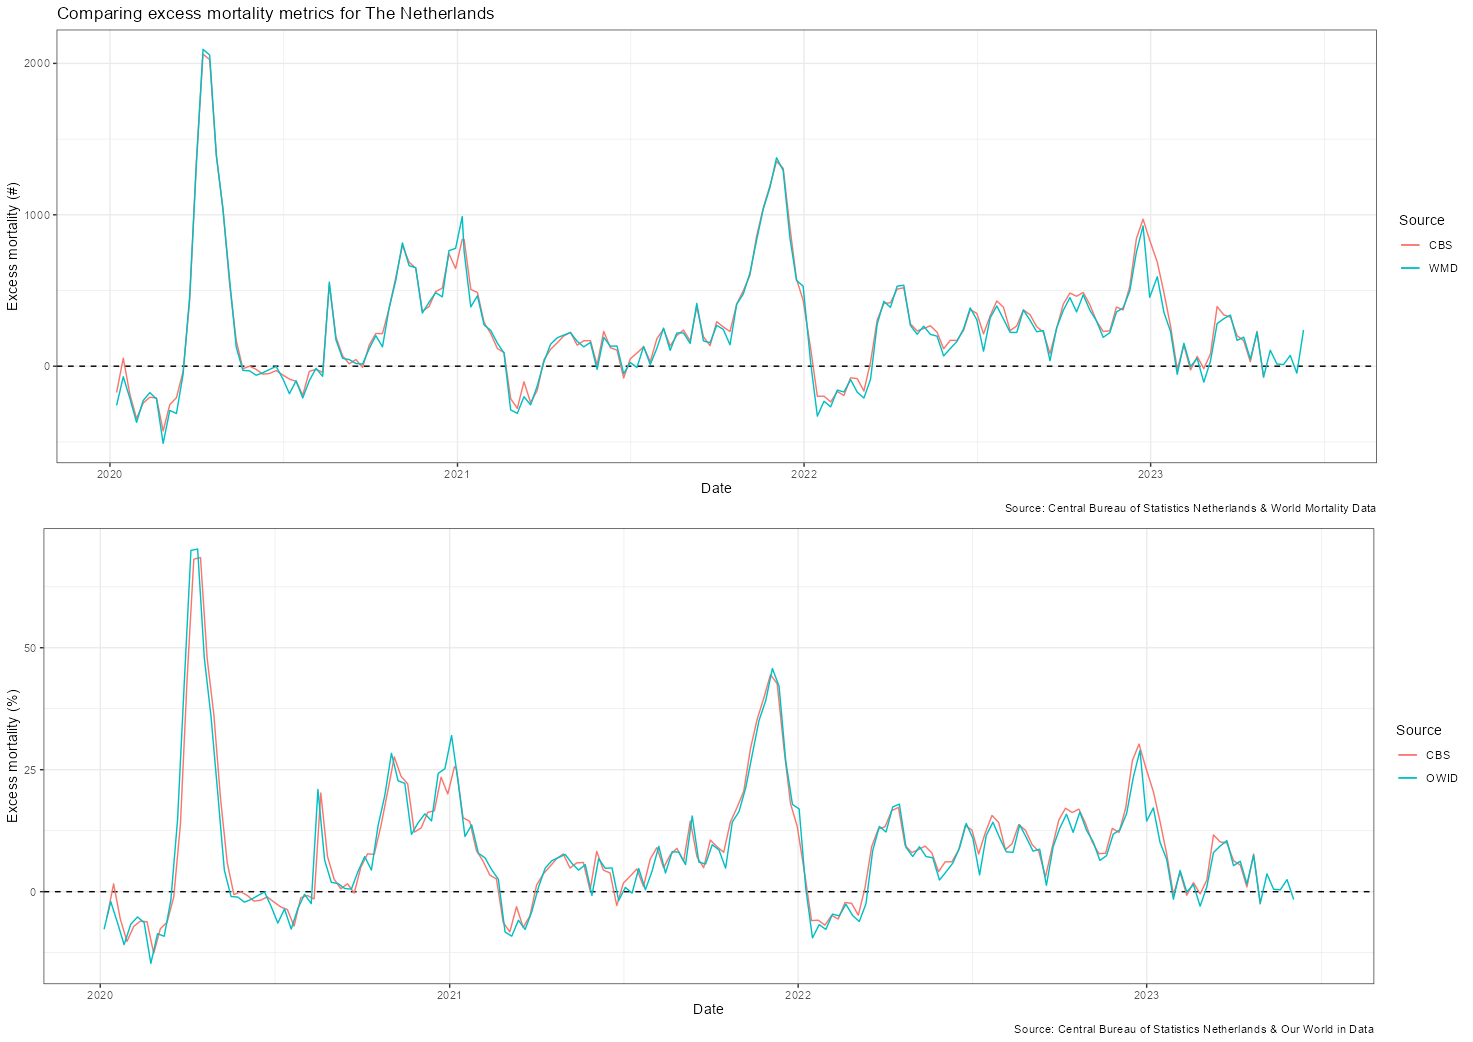 Comparing excess mortality metrics for The Netherlands
Excess mortality (#)
2000
1000
0
2020
2021
2022
2023
Date
Source
CBS
WMD
Source: Central Bureau of Statistics Netherlands & World Mortality Data
Excess mortality (%)
50
25
0
2020
2021
2022
2023
Date
Source
CBS
OWID
Source: Central Bureau of Statistics Netherlands & Our World in Data